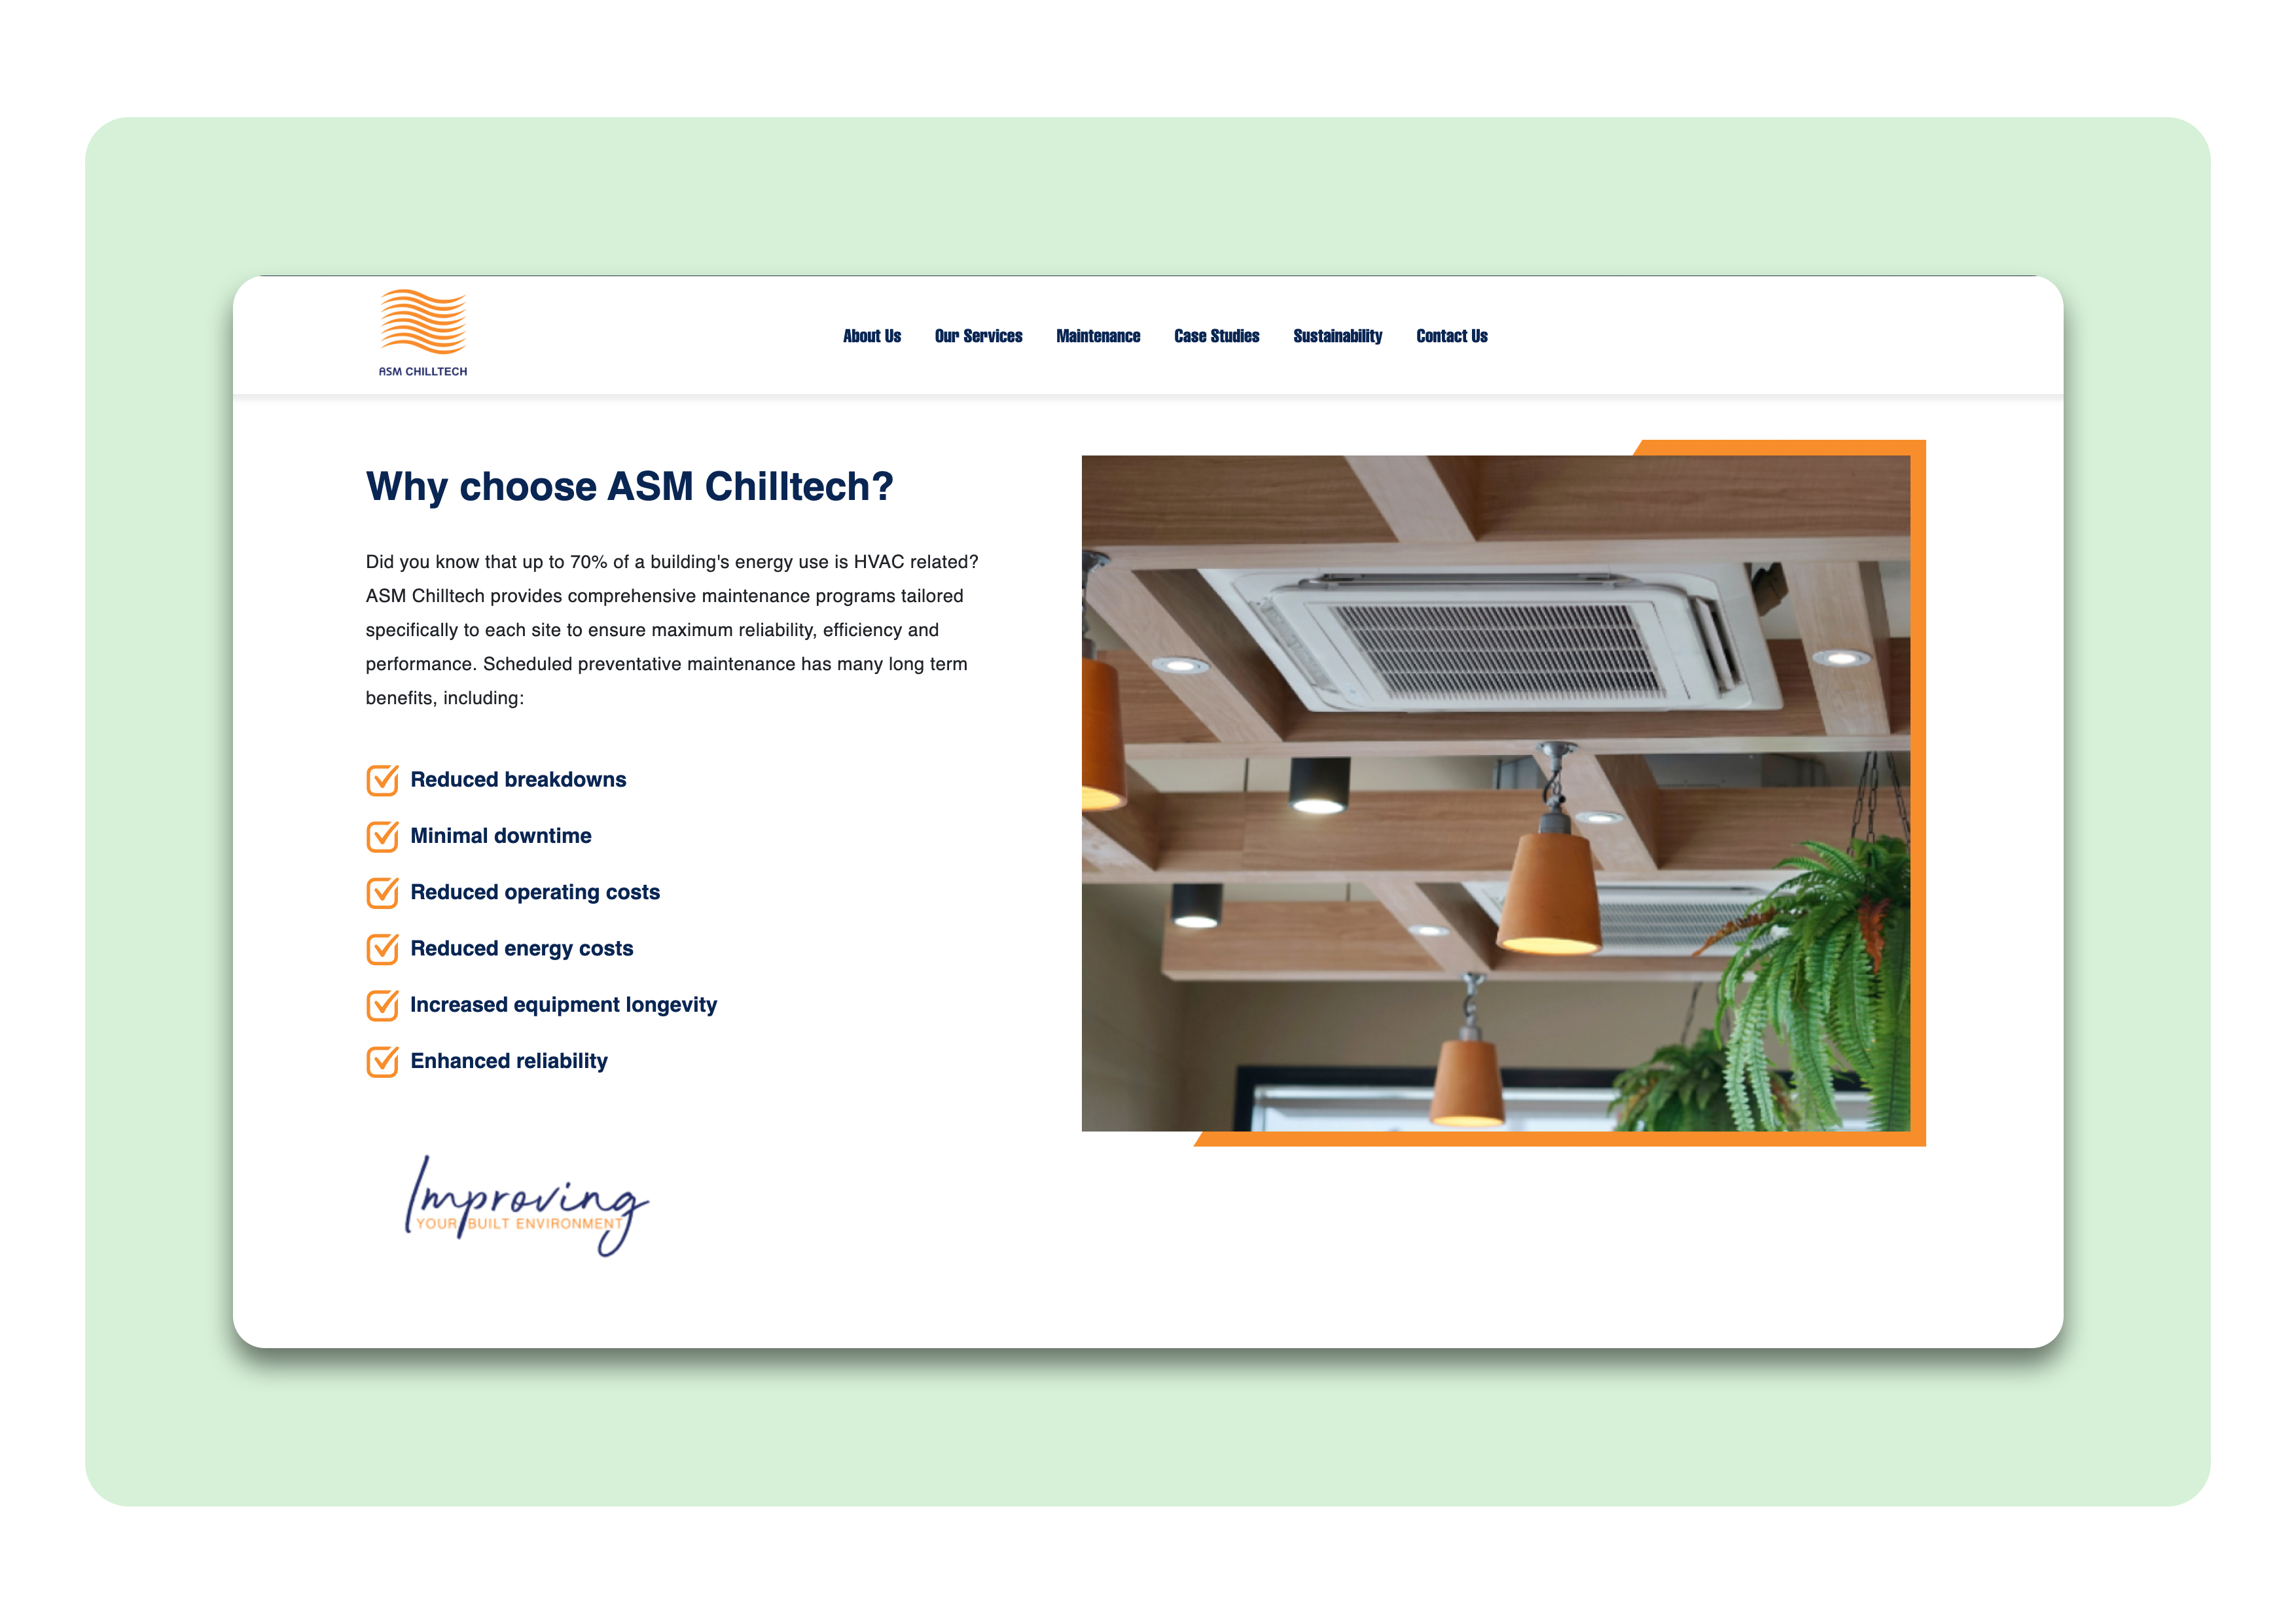 ASM CHILLTECH
About Us Our Services Maintenance Case Studies Sustainability Contact Us
Why choose ASM Chilltech?
Did you know that up to 70% of a building's energy use is HVAC related?
ASM Chilltech provides comprehensive maintenance programs tailored
specifically to each site to ensure maximum reliability, efficiency and
performance. Scheduled preventative maintenance has many long term
benefits, including:
Reduced breakdowns
Minimal downtime
Reduced operating costs
Reduced energy costs
Increased equipment longevity
Enhanced reliability
Improving
YOUR BUILT ENVIRONMENT